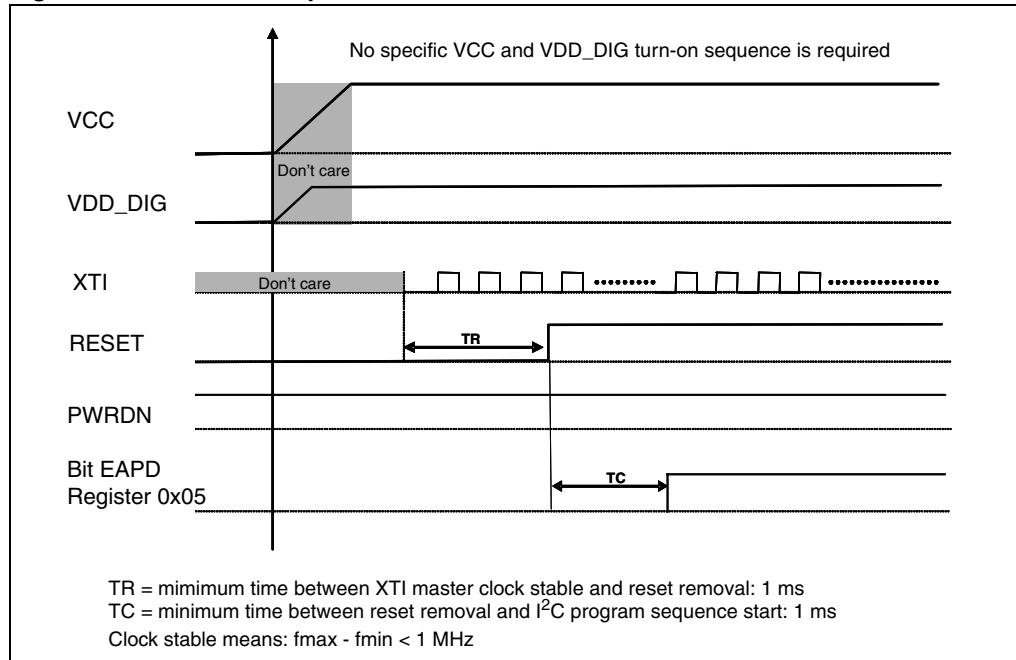 No specific VCC and VDD_DIG turn-on sequence is required
VCC
Don't care
VDD_DIG
XTI
Don't care
RESET
TR
PWRDN
Bit EAPD
Register 0x05
TC
TR = mimimum time between XTI master clock stable and reset removal: 1 ms
TC = minimum time between reset removal and I2C program sequence start: 1 ms
Clock stable means: fmax - fmin < 1 MHz